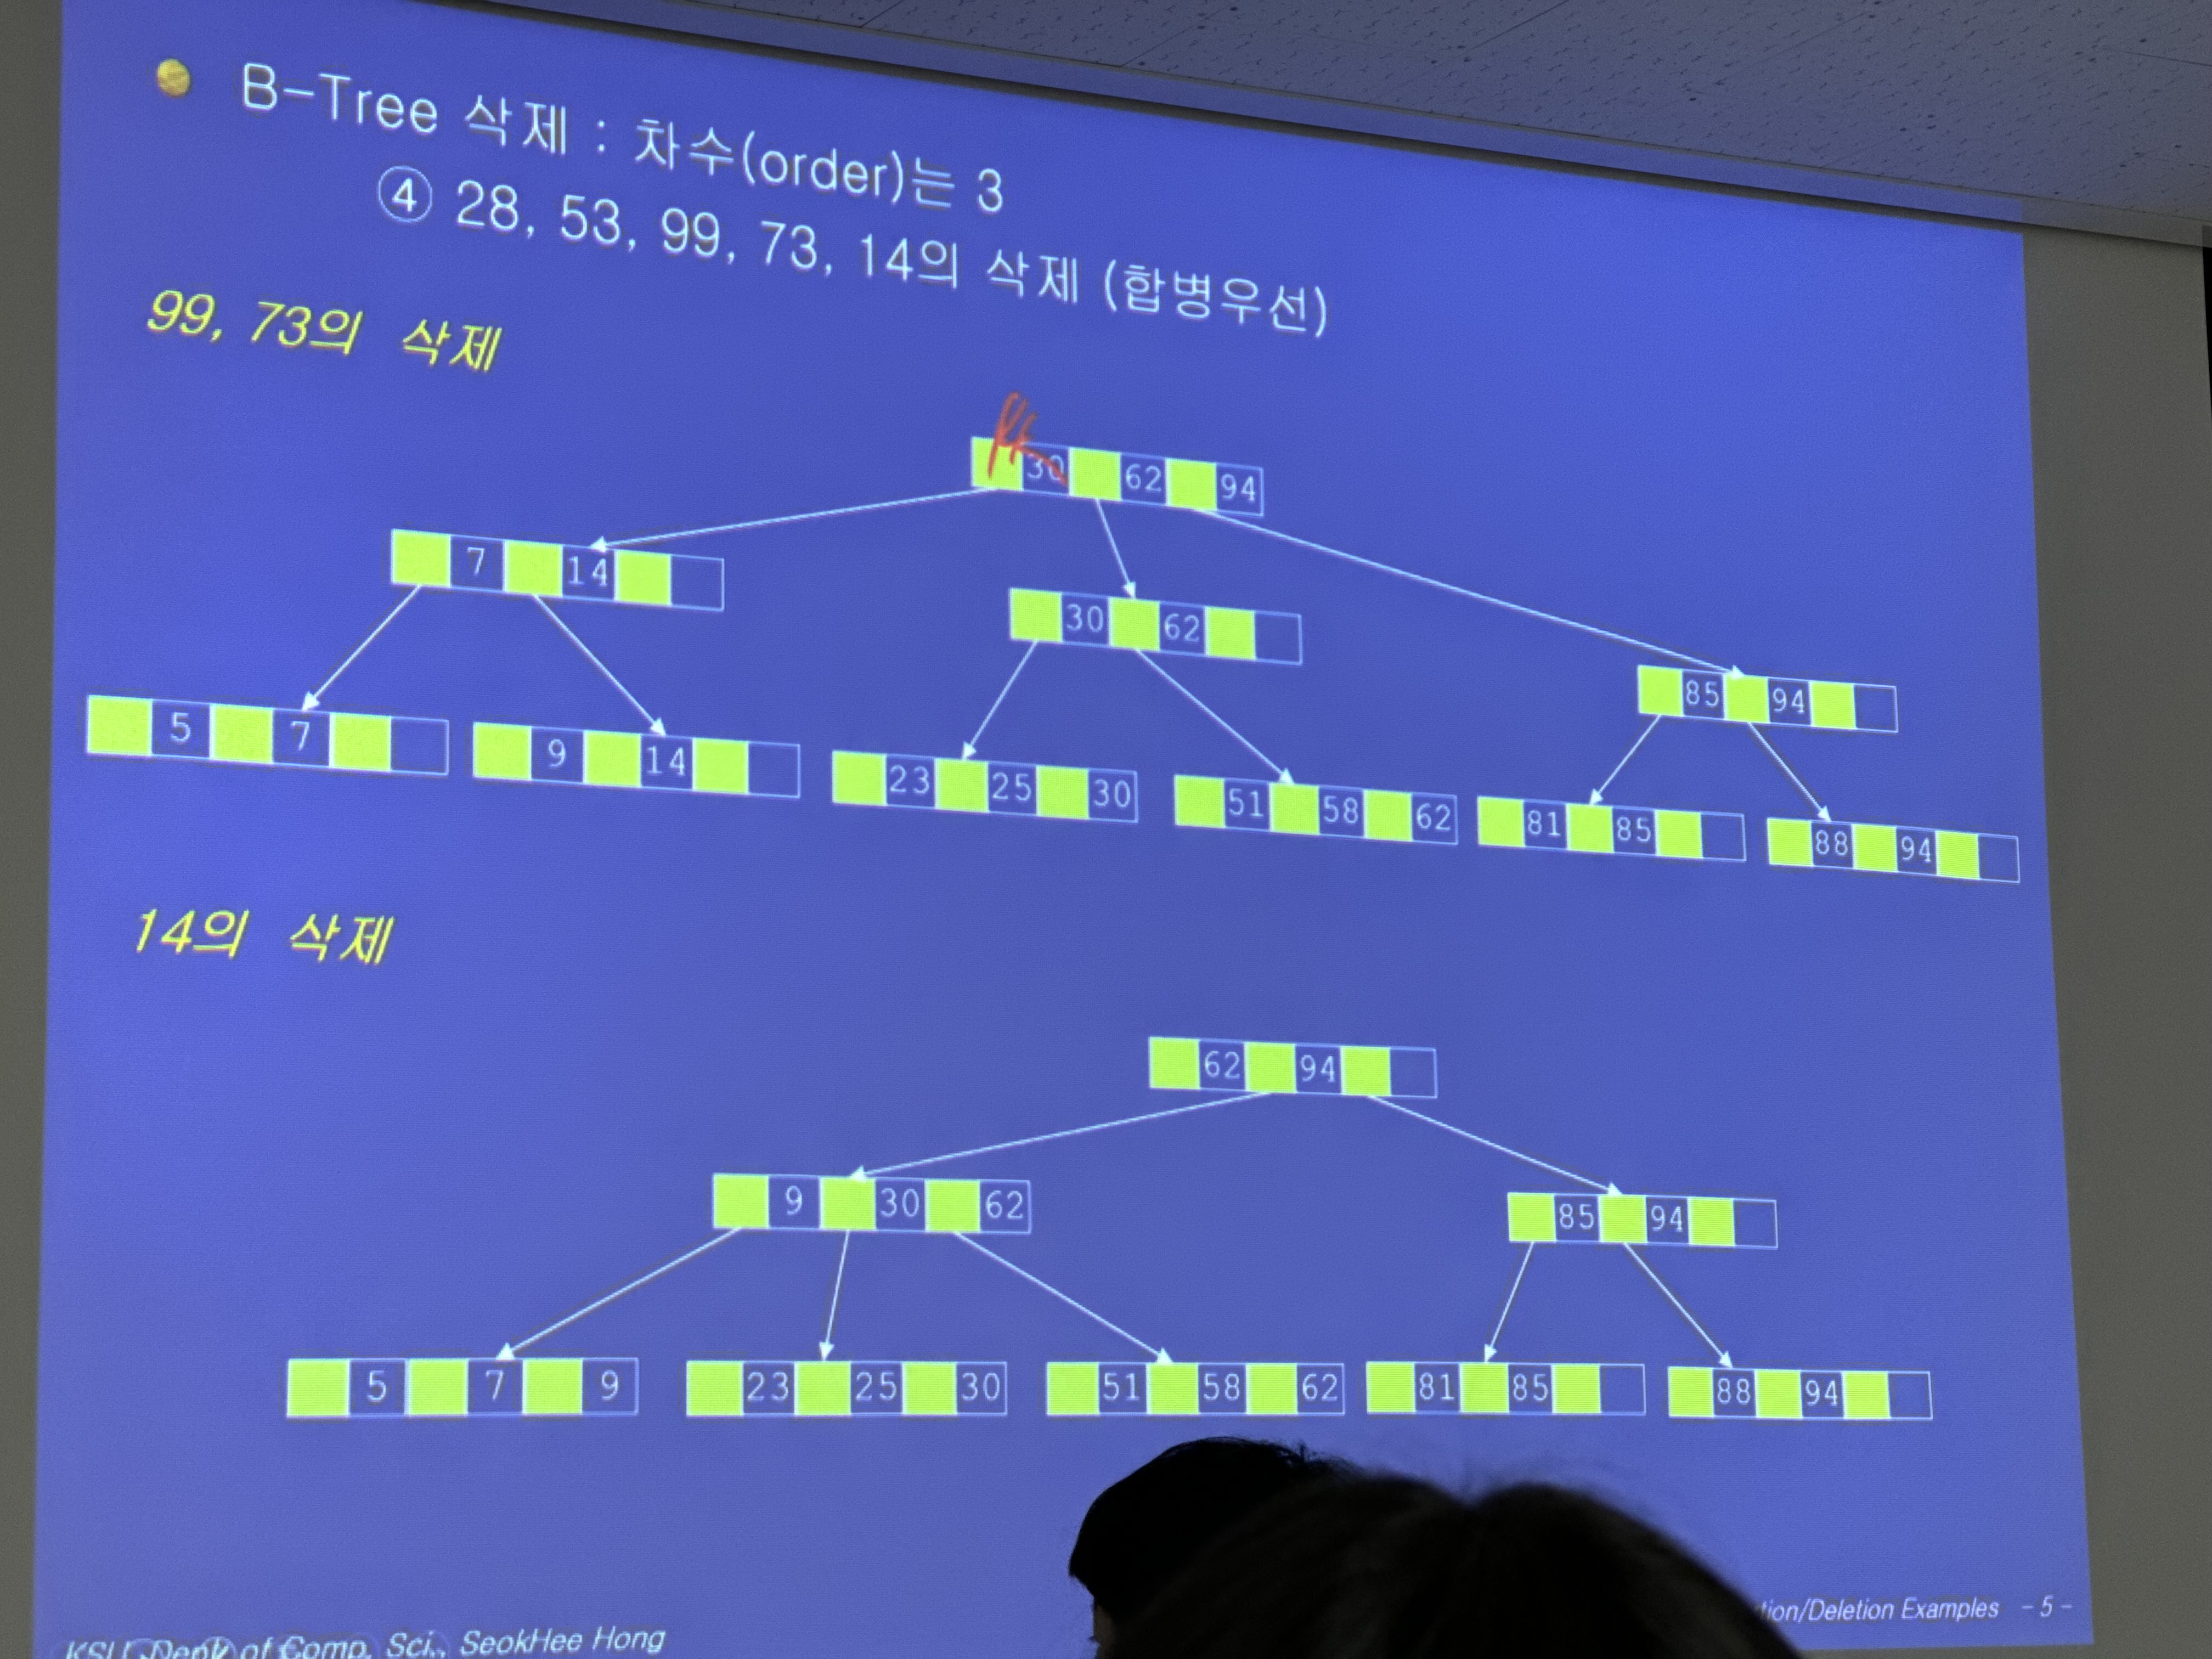 B-Tree 삭제 : 차수(order)는 3
④ 28, 53, 99, 73, 14의 삭제 (합병우선)
99, 73의 삭제
30 62 94
7 14
30 62
85 94
5 7
9 14
23 25 30
51 58 62
81 85
88 94
14의 삭제
62 94
9 30 62
85 94
5 7 9
23 25 30
51 58 62
81 85
88 94
KSU Dept of Comp. Sci., SeokHee Hong
/Deletion Examples - 5 -